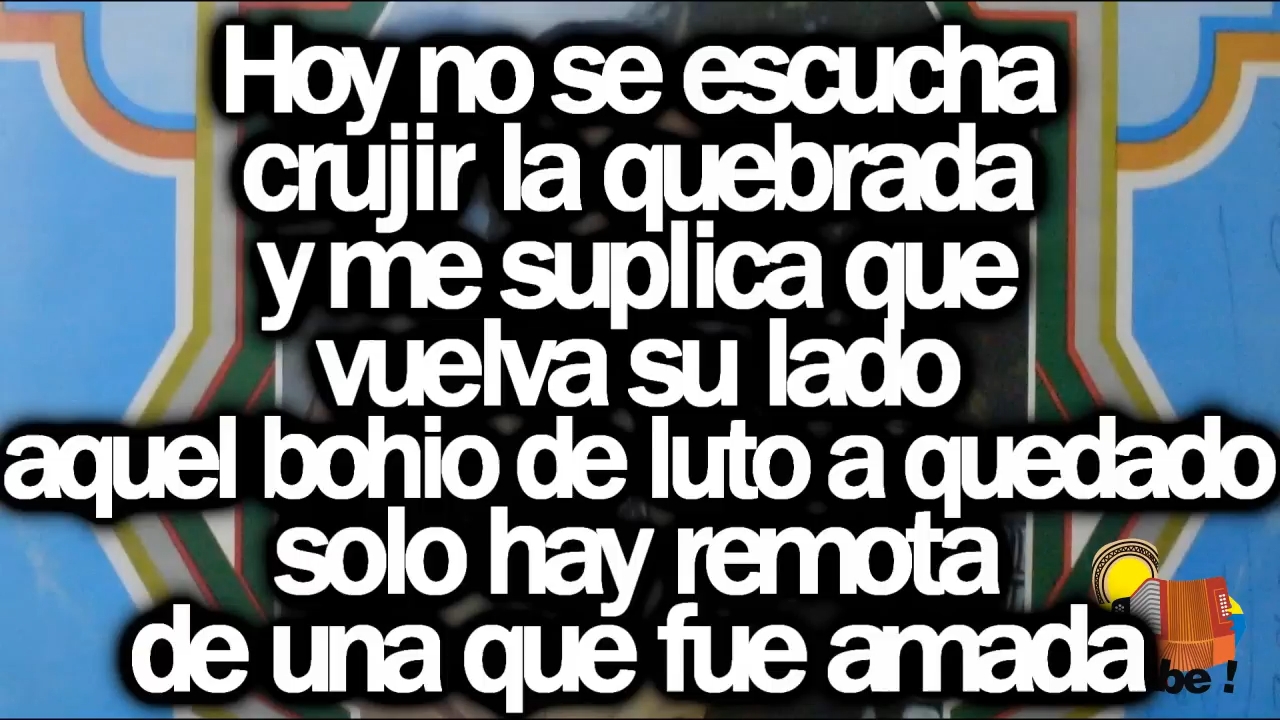 Hoy no se escucha
crujir la quebrada
y me suplica que
vuelva su lado
aquel bohio de luto a quedado
solo hay remota
de una que fue amada
be !